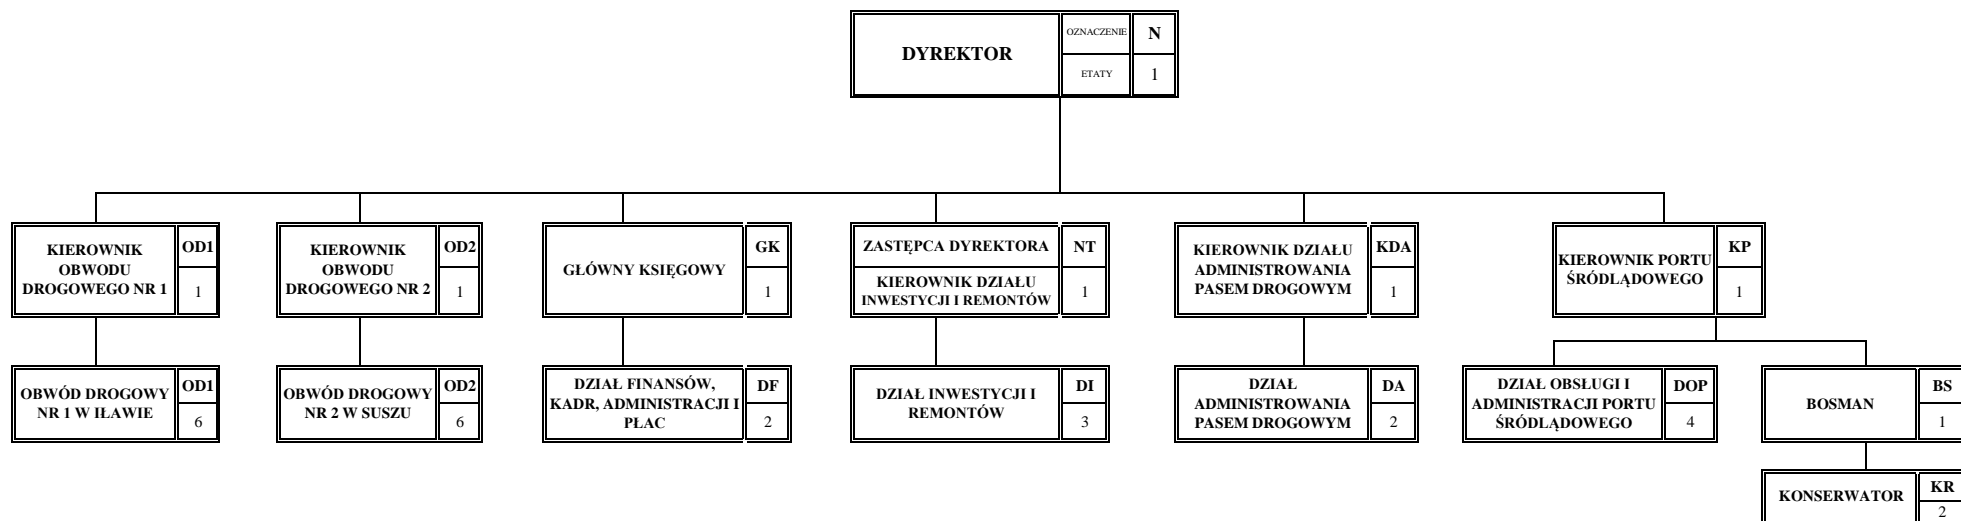 DYREKTOR
OZNACZENIE
N
ETATY
1
KIEROWNIK
OBWODU
DROGOWEGO NR 1
OD1
1
KIEROWNIK
OBWODU
DROGOWEGO NR 2
OD2
1
GŁÓWNY KSIĘGOWY
GK
1
ZASTĘPCA DYREKTORA
KIEROWNIK DZIAŁU
INWESTYCJI I REMONTÓW
NT
1
KIEROWNIK DZIAŁU
ADMINISTROWANIA
PASEM DROGOWYM
KDA
1
KIEROWNIK PORTU
ŚRÓDLĄDOWEGO
KP
1
OBWÓD DROGOWY
NR 1 W IŁAWIE
OD1
6
OBWÓD DROGOWY
NR 2 W SUSZU
OD2
6
DZIAŁ FINANSÓW,
KADR, ADMINISTRACJI I
PŁAC
DF
2
DZIAŁ INWESTYCJI I
REMONTÓW
DI
3
DZIAŁ
ADMINISTROWANIA
PASEM DROGOWYM
DA
2
DZIAŁ OBSŁUGI I
ADMINISTRACJI PORTU
ŚRÓDLĄDOWEGO
DOP
4
BOSMAN
BS
1
KONSERWATOR
KR
2